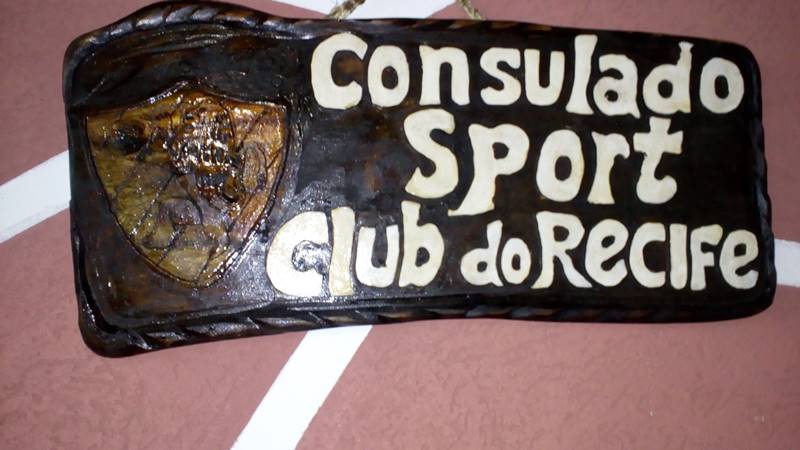 Consulado
Sport
Club do Recife